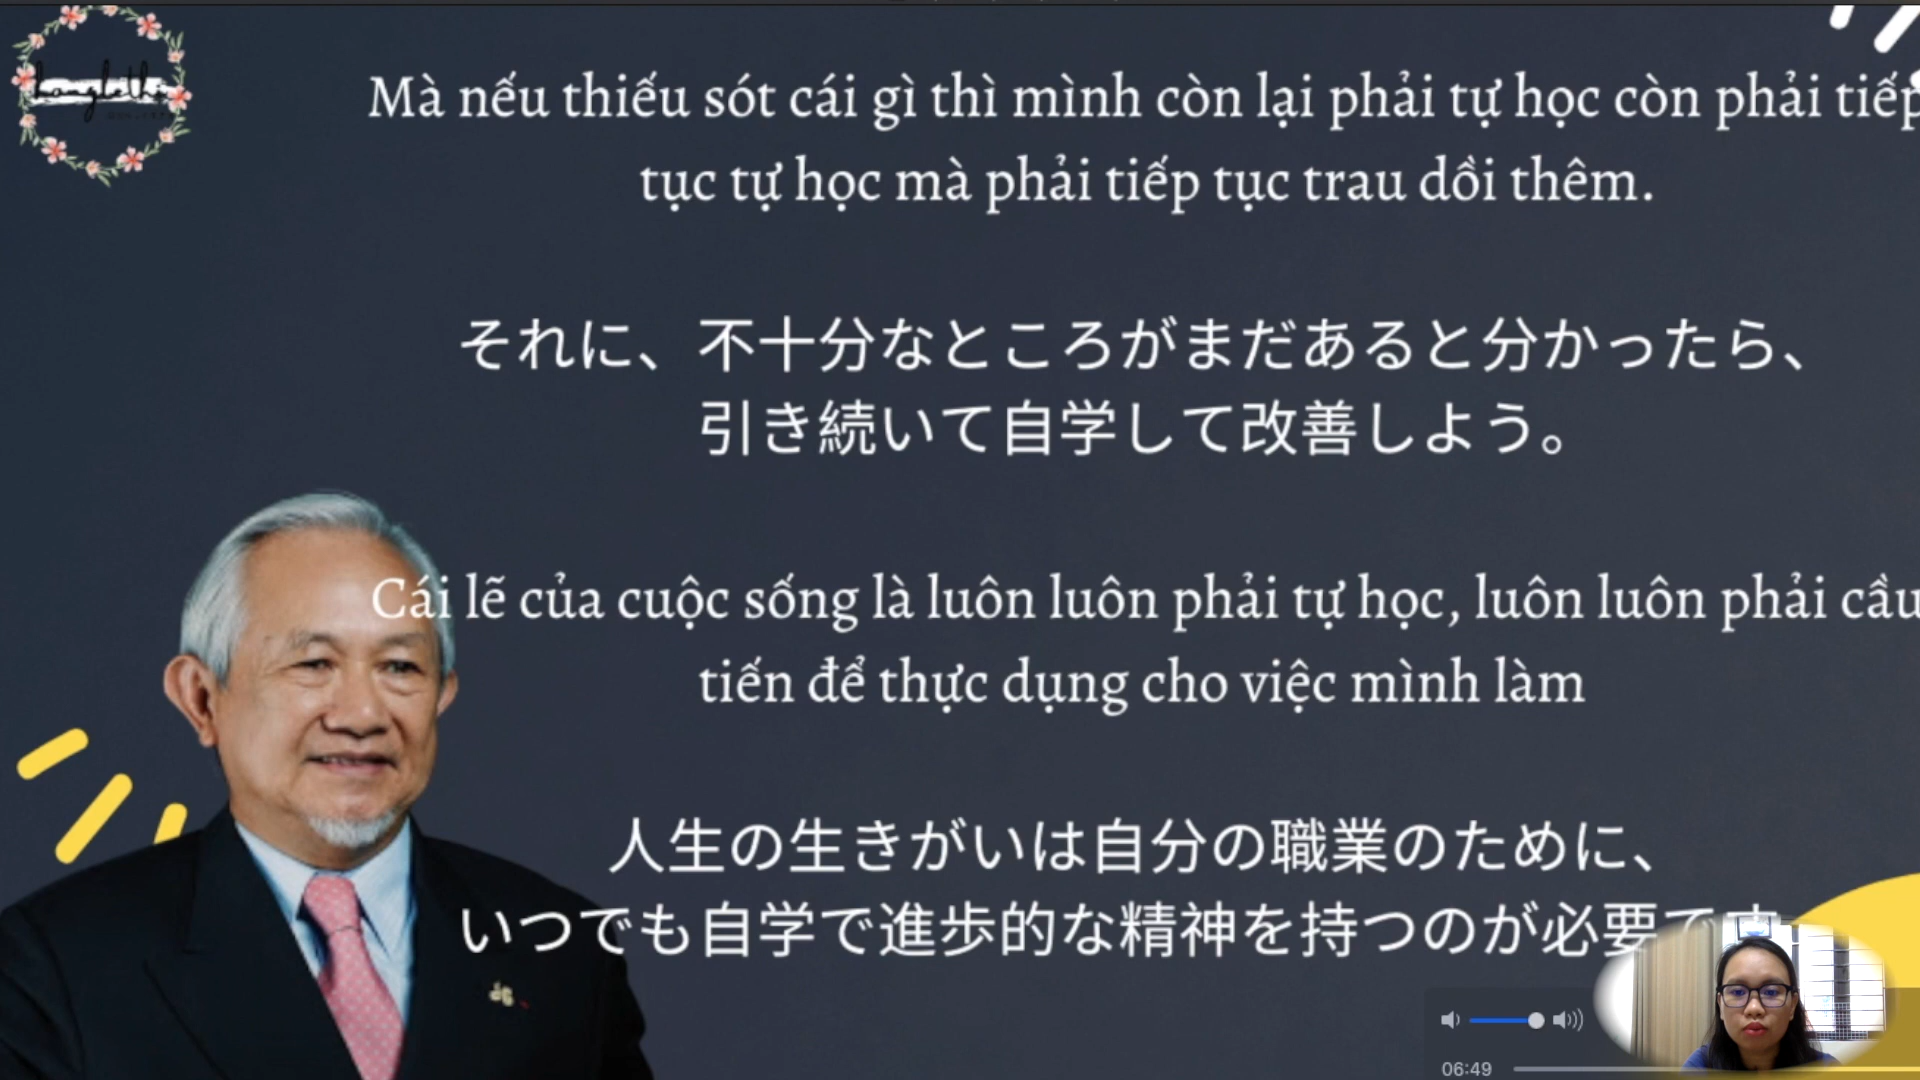 Mà nếu thiếu sót cái gì thì mình còn lại phải tự học còn phải tiếp
tục tự học mà phải tiếp tục trau dồi thêm.
それに、不十分なところがまだあると分かったら、
引き続いて自学して改善しよう。
Cái lẽ của cuộc sống là luôn luôn phải tự học, luôn luôn phải cầu
tiến để thực dụng cho việc mình làm
人生の生きがいは自分の職業のために、
いつでも自学で進歩的な精神を持つのが必要です
06:49